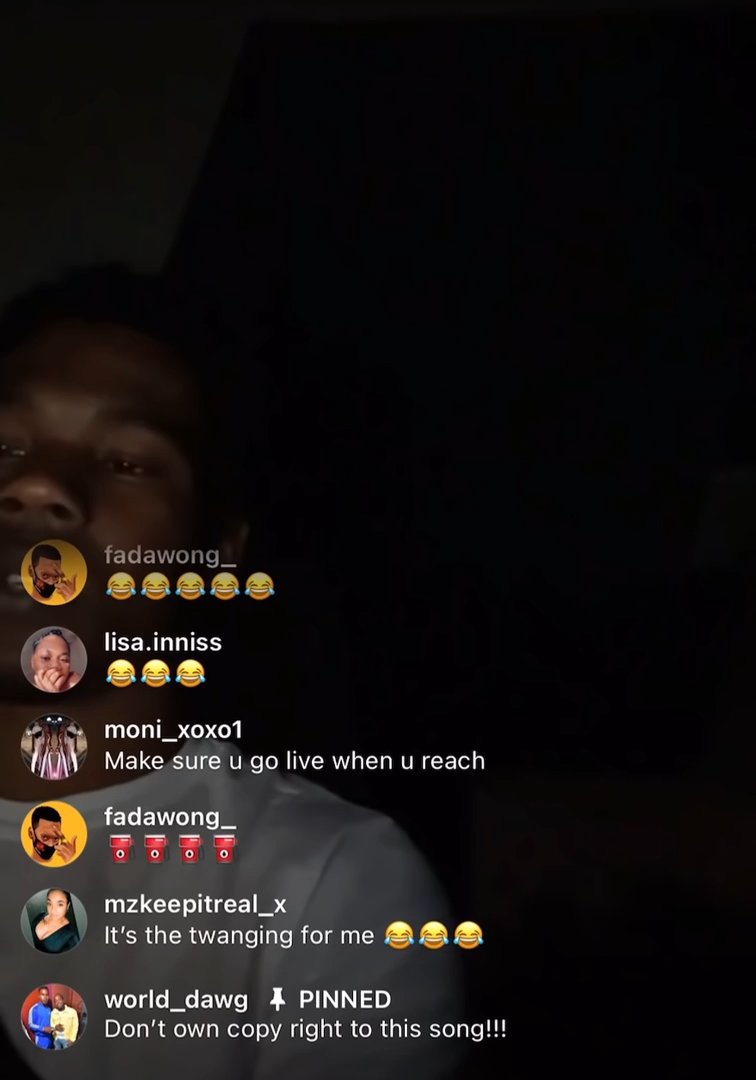 fadawong_
😂😂😂😂😂
lisa.inniss
😂😂😂
moni_xoxo1
Make sure u go live when u reach
fadawong_
⛽⛽⛽⛽
mzkeepitreal_x
It’s the twanging for me 😂😂😂
world_dawg 📌 PINNED
Don’t own copy right to this song!!!